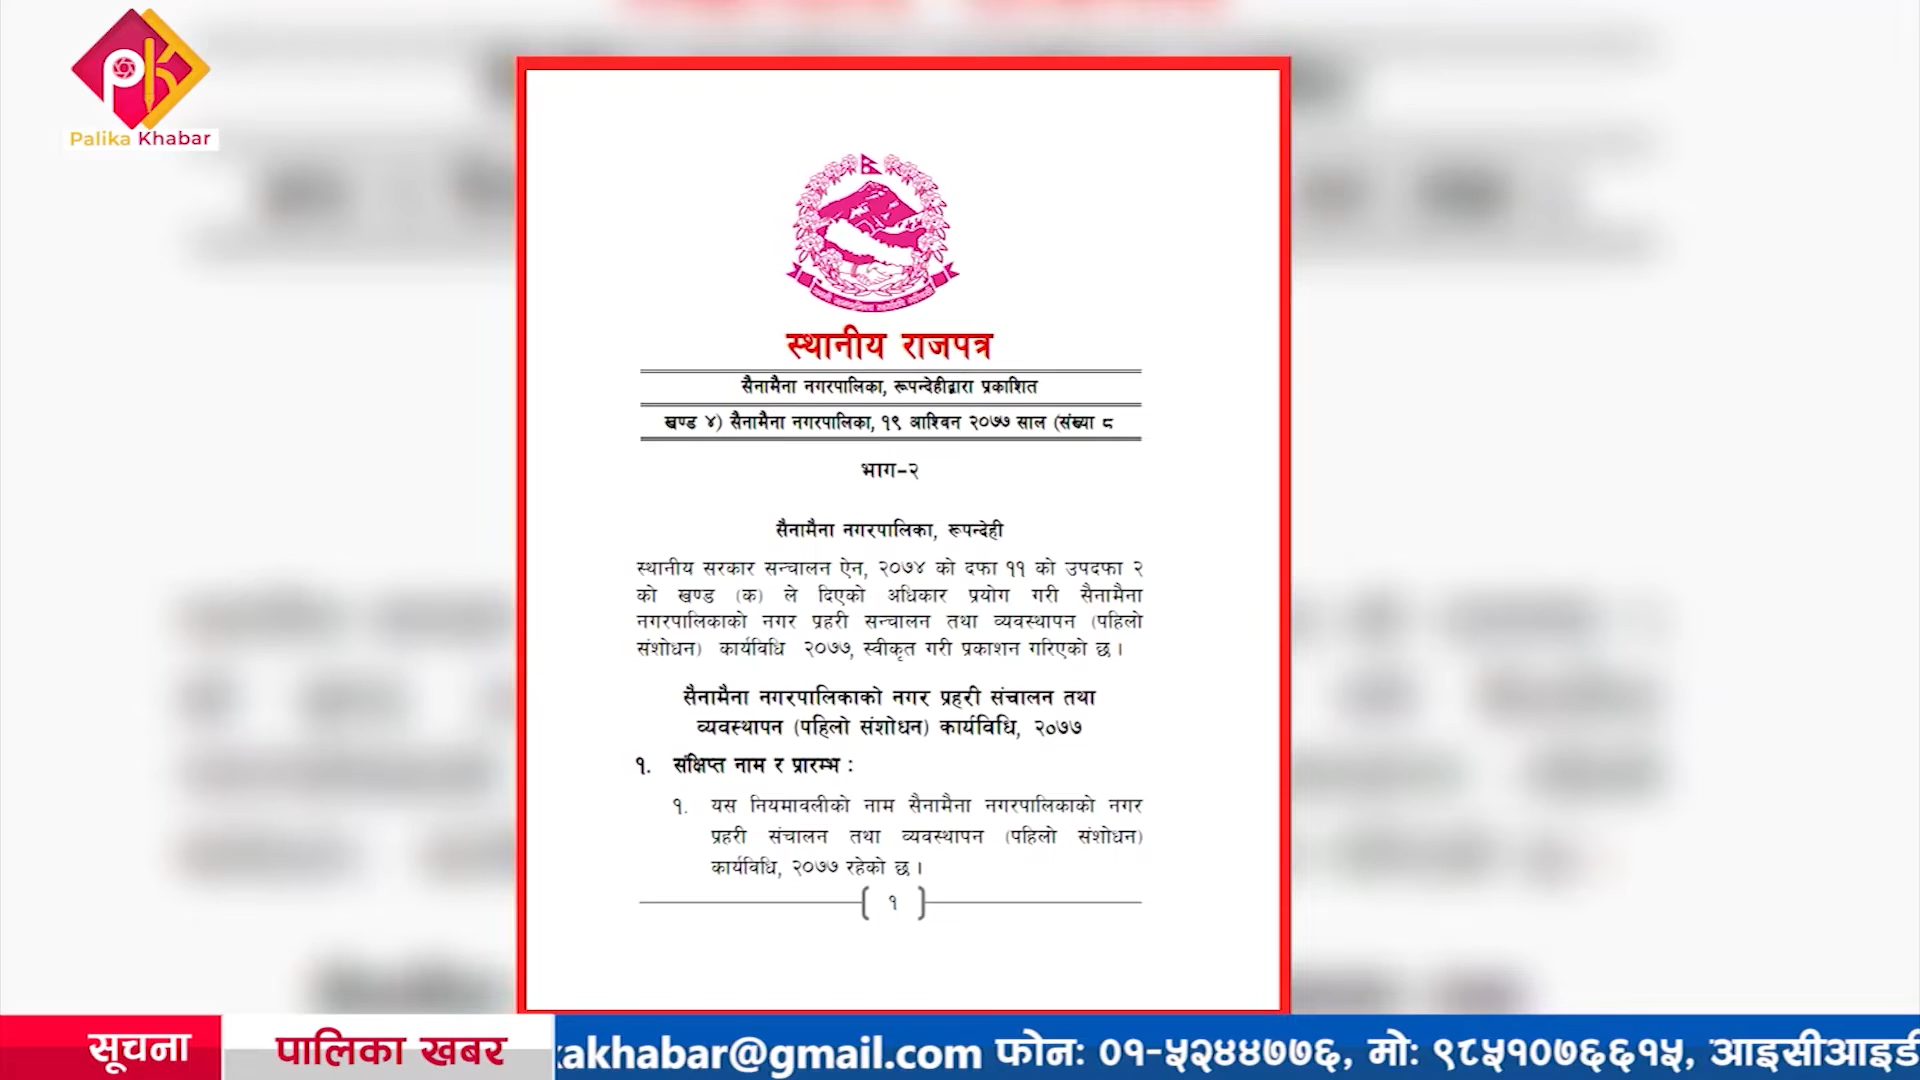 Palika Khabar
स्थानीय राजपत्र
सैनामैना नगरपालिका, रूपन्देहीद्वारा प्रकाशित
खण्ड ४) सैनामैना नगरपालिका, १९ आश्विन २०७७ साल (संख्या ८
भाग-२
सैनामैना नगरपालिका, रूपन्देही
स्थानीय सरकार सन्चालन ऐन, २०७४ को दफा ११ को उपदफा २
को खण्ड (क) ले दिएको अधिकार प्रयोग गरी सैनामैना
नगरपालिकाको नगर प्रहरी सन्चालन तथा व्यवस्थापन (पहिलो
संशोधन) कार्यविधि २०७७, स्वीकृत गरी प्रकाशन गरिएको छ।
सैनामैना नगरपालिकाको नगर प्रहरी संचालन तथा
व्यवस्थापन (पहिलो संशोधन) कार्यविधि, २०७७
१. संक्षिप्त नाम र प्रारम्भ :
१. यस नियमावलीको नाम सैनामैना नगरपालिकाको नगर
प्रहरी संचालन तथा व्यवस्थापन (पहिलो संशोधन)
कार्यविधि, २०७७ रहेको छ।
१
सूचना पालिका खबर kakhabar@gmail.com फोनः ०१-५२४४७७६, मोः ९८५१०७६६१५, आइसीआइडी